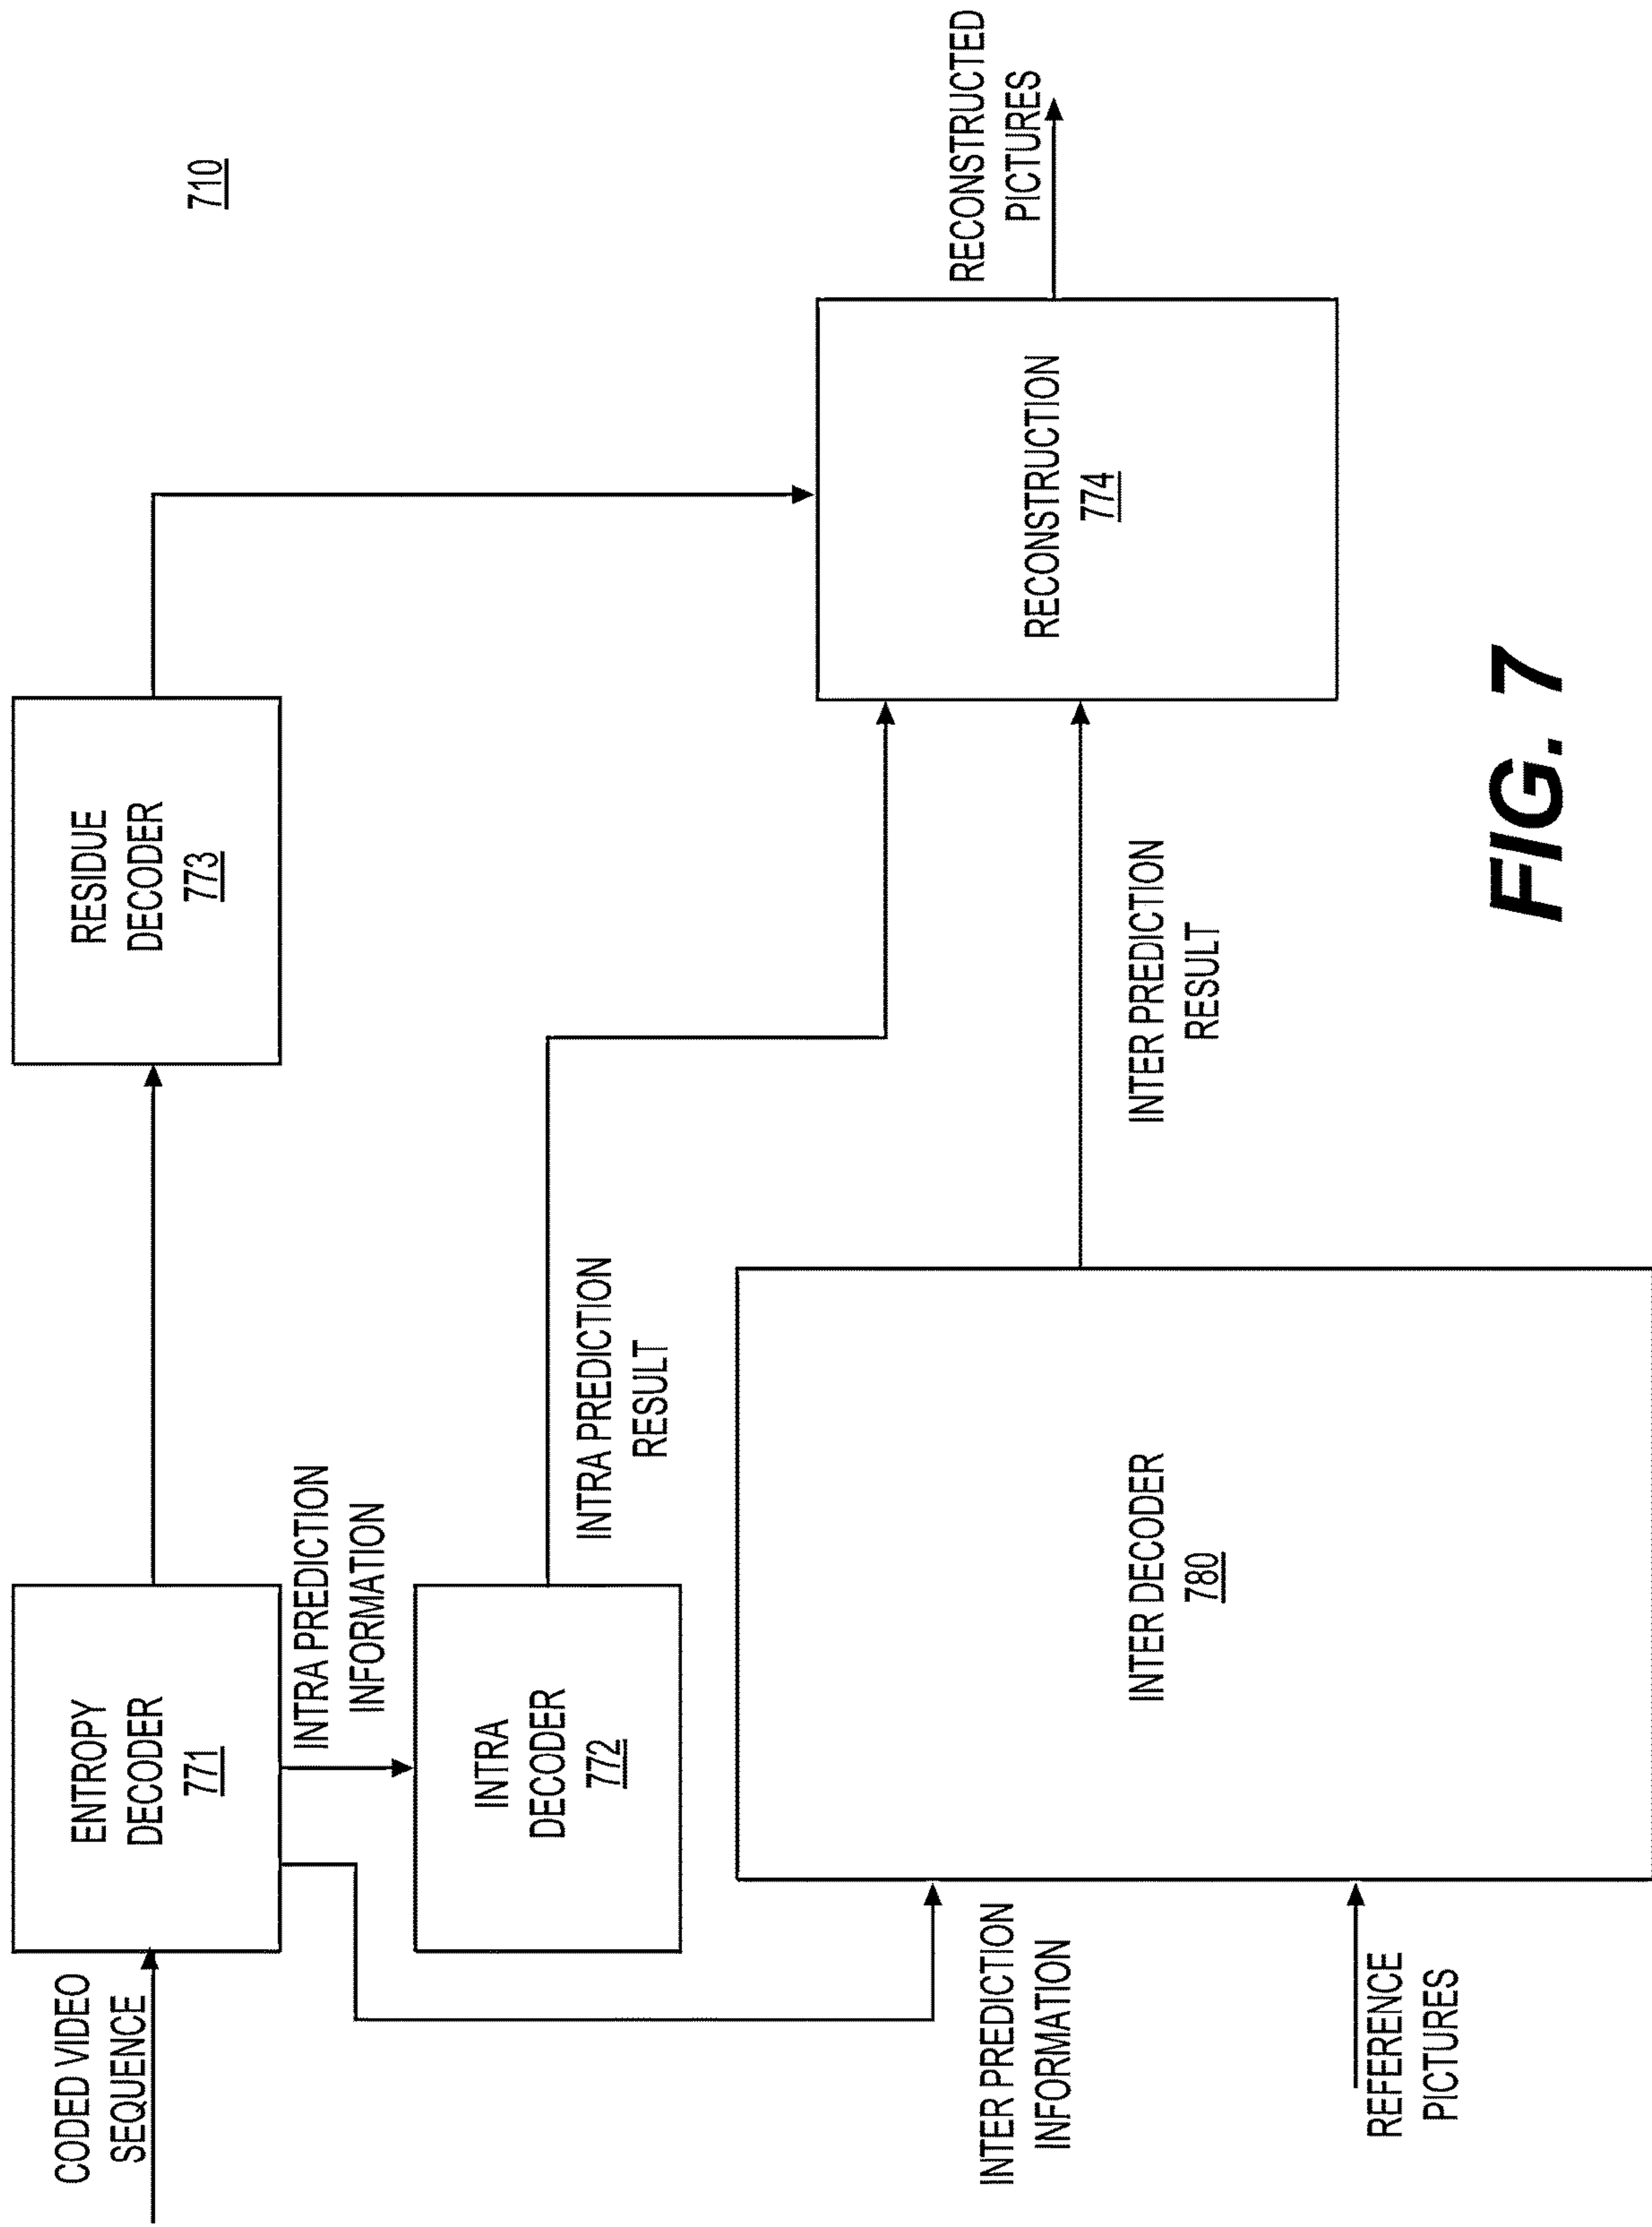 710
CODED VIDEO
SEQUENCE
ENTROPY
DECODER
771
RESIDUE
DECODER
773
INTRA PREDICTION
INFORMATION
INTRA
DECODER
772
INTRA PREDICTION
RESULT
RECONSTRUCTED
PICTURES
RECONSTRUCTION
774
INTER PREDICTION
INFORMATION
INTER DECODER
780
INTER PREDICTION
RESULT
REFERENCE
PICTURES
FIG. 7